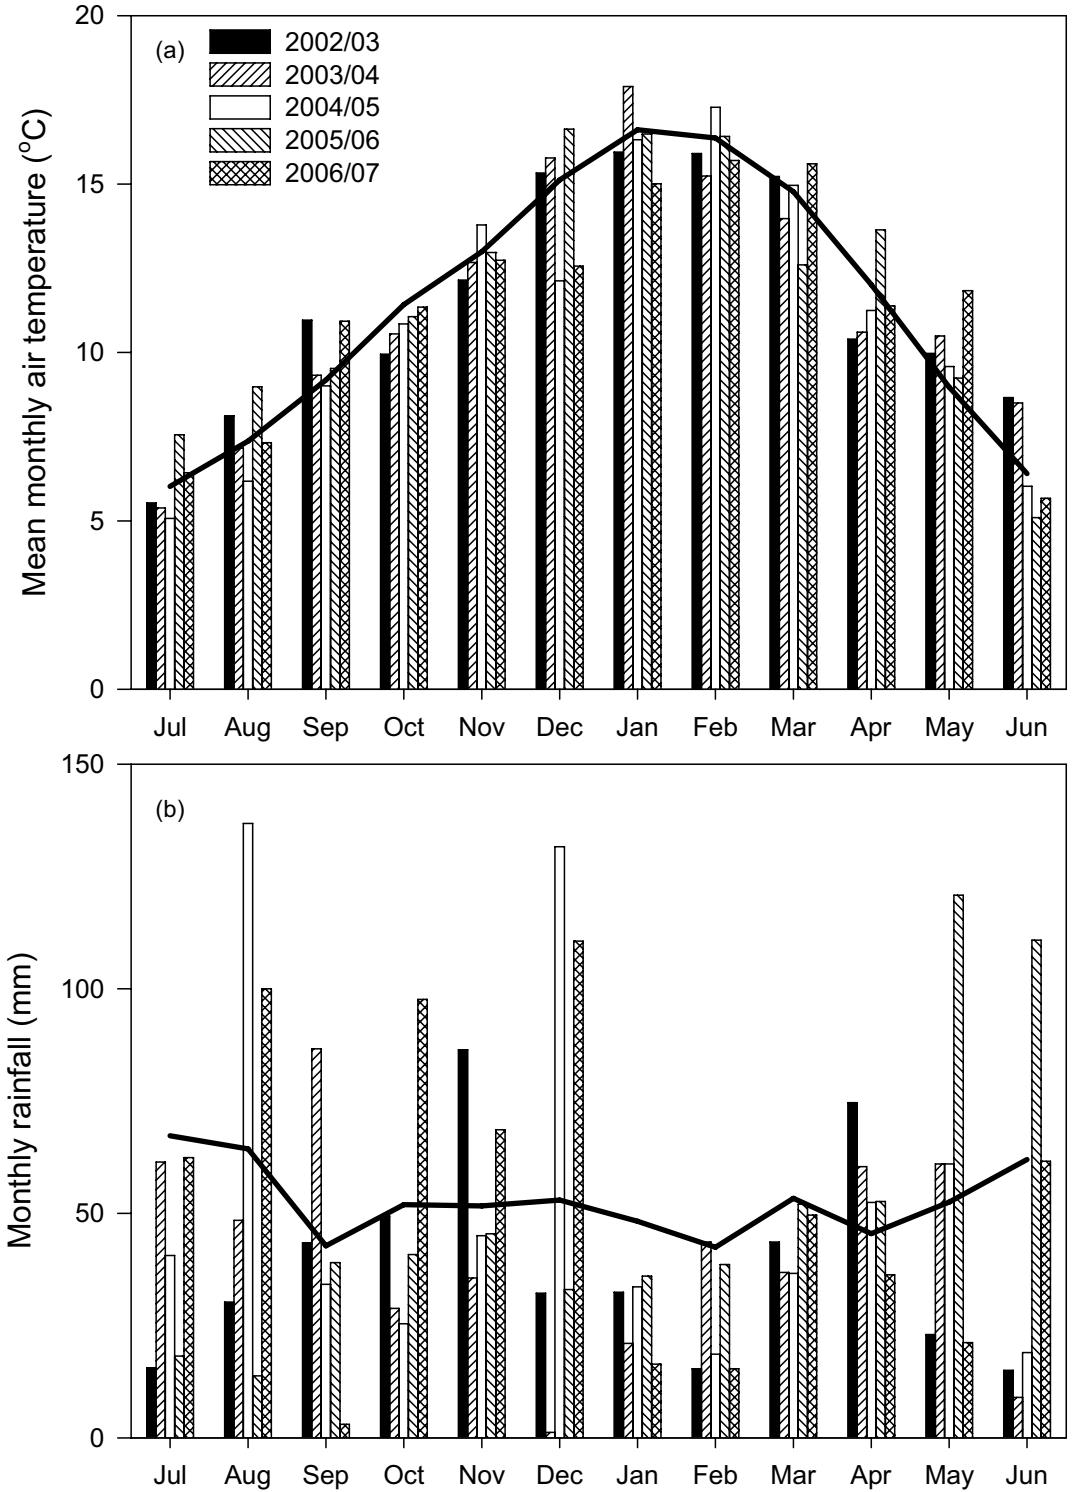 Mean monthly air temperature (°C)
20
15
10
5
0
(a)
2002/03
2003/04
2004/05
2005/06
2006/07
Jul Aug Sep Oct Nov Dec Jan Feb Mar Apr May Jun
Monthly rainfall (mm)
150
100
50
0
(b)
Jul Aug Sep Oct Nov Dec Jan Feb Mar Apr May Jun